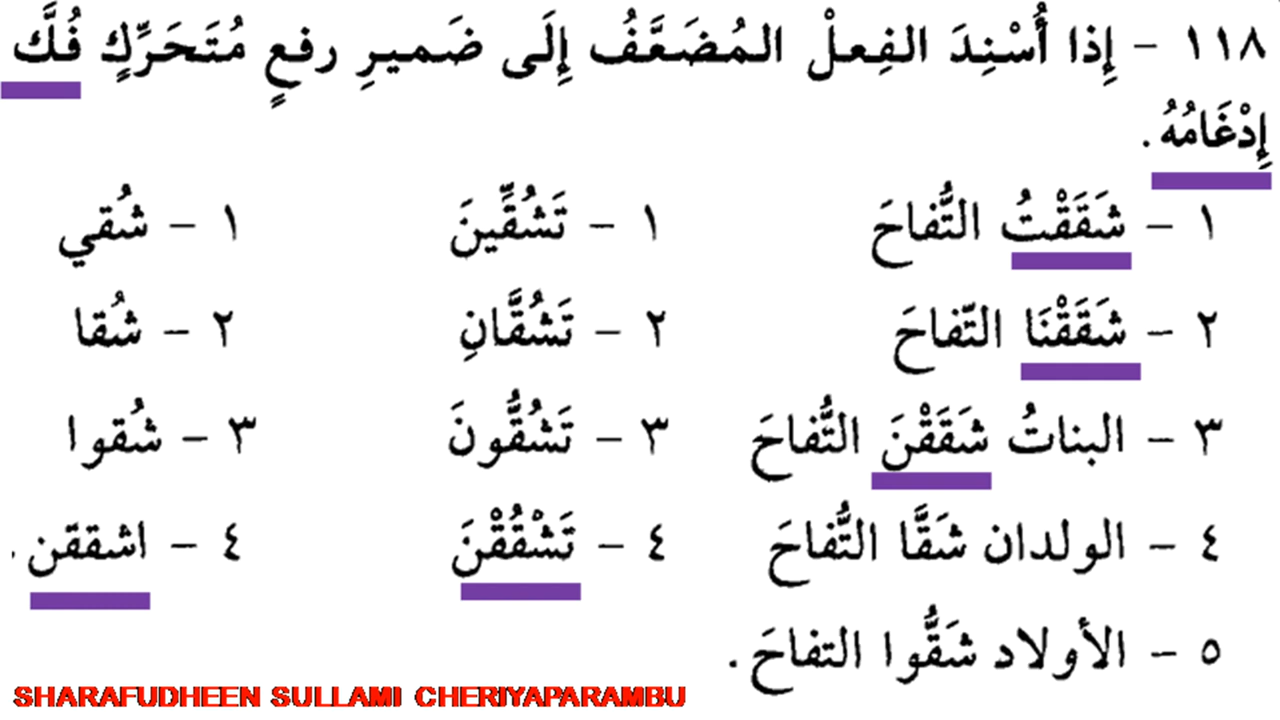 ١١٨ - إِذا أُسْنِدَ الفِعلْ المُضَعَّفُ إِلَى ضَميرِ رفعٍ مُتَحَرِّكٍ فُكَّ
إِدْغَامُهُ .
١ - شَقَقْتُ التُّفاحَ ١ - تَشُقِّينَ ١ - شُقي
٢ - شَقَقْنَا التّفاحَ ٢ - تَشُقَّانِ ٢ - شُقا
٣ - البناتُ شَقَقْنَ التُّفاحَ ٣ - تَشُقُّونَ ٣ - شُقوا
٤ - الولدان شَقَّا التُّفاحَ ٤ - تَشْقُقْنَ ٤ - اشققن .
٥ - الأولاد شَقُّوا التفاحَ .
SHARAFUDHEEN SULLAMI CHERIYAPARAMBU